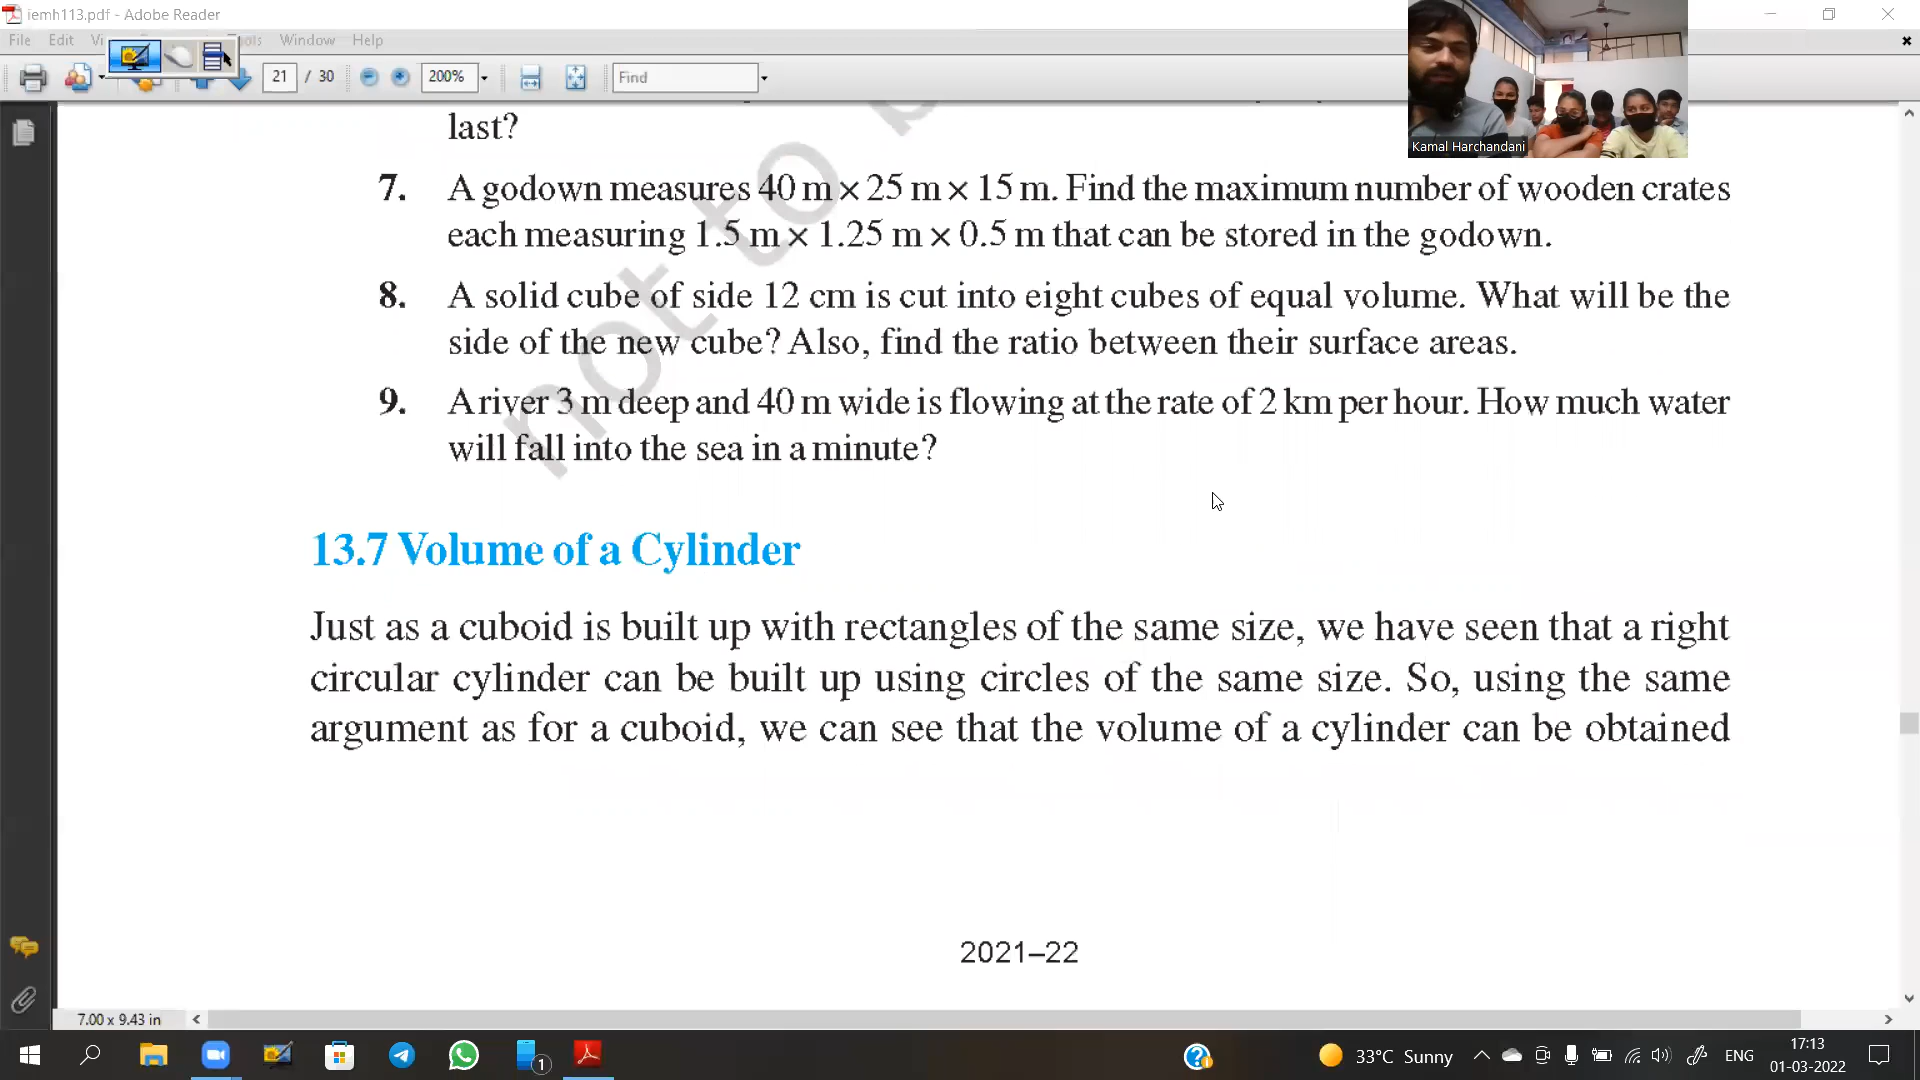 iemh113.pdf - Adobe Reader
File Edit Vi ools Window Help
21 / 30 200% Find
Kamal Harchandani
last?
7. A godown measures 40 m × 25 m × 15 m. Find the maximum number of wooden crates
each measuring 1.5 m × 1.25 m × 0.5 m that can be stored in the godown.
8. A solid cube of side 12 cm is cut into eight cubes of equal volume. What will be the
side of the new cube? Also, find the ratio between their surface areas.
9. A river 3 m deep and 40 m wide is flowing at the rate of 2 km per hour. How much water
will fall into the sea in a minute?
not to b
13.7 Volume of a Cylinder
Just as a cuboid is built up with rectangles of the same size, we have seen that a right
circular cylinder can be built up using circles of the same size. So, using the same
argument as for a cuboid, we can see that the volume of a cylinder can be obtained
2021–22
7.00 x 9.43 in
1
33°C Sunny
ENG
17:13
01-03-2022